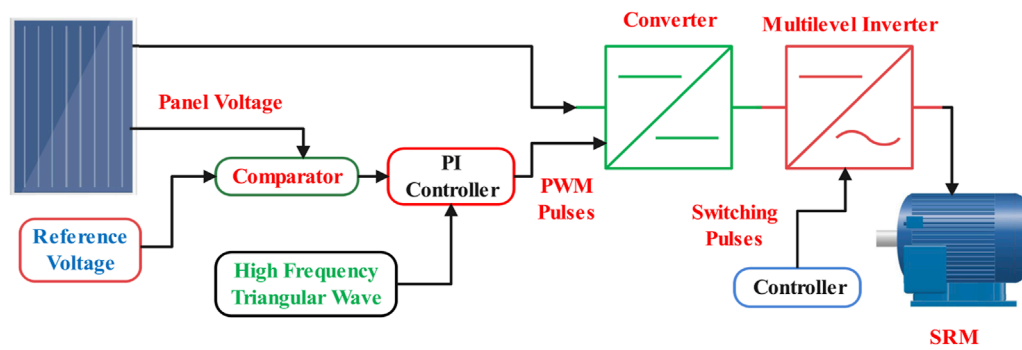 Converter
Multilevel Inverter
Panel Voltage
Comparator
PI
Controller
PWM
Pulses
Reference
Voltage
High Frequency
Triangular Wave
Switching
Pulses
Controller
SRM